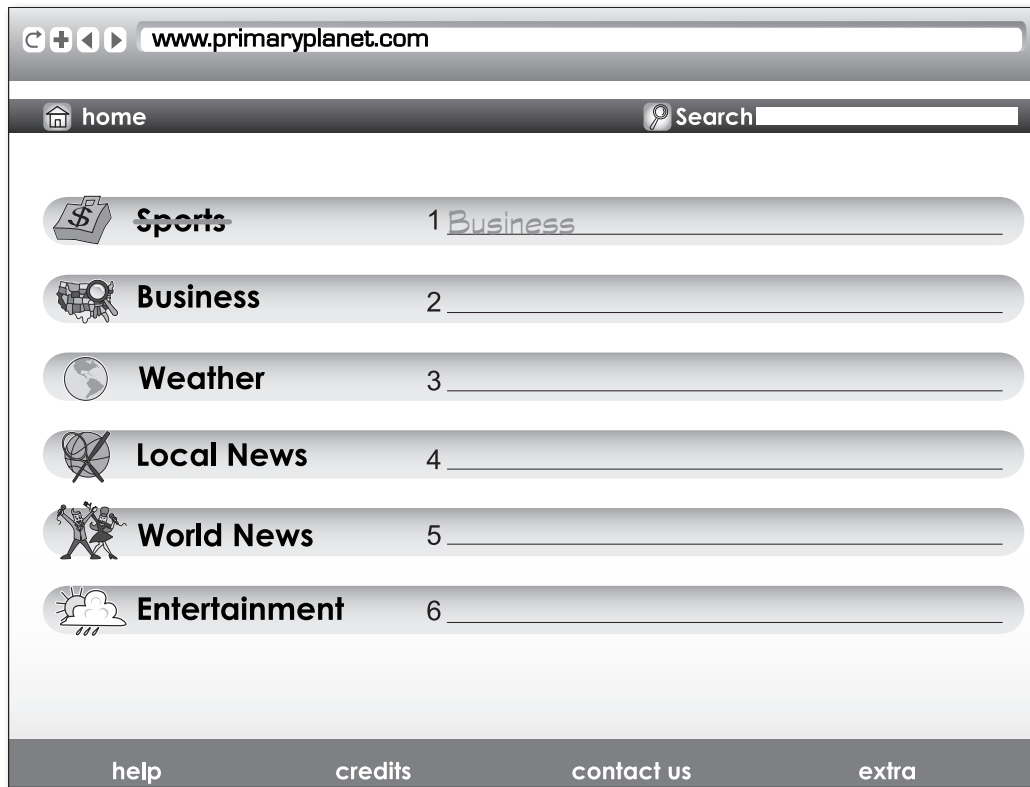 www.primaryplanet.com
home Search
$ Sports 1 Business
Business 2
Weather 3
Local News 4
World News 5
Entertainment 6
help credits contact us extra